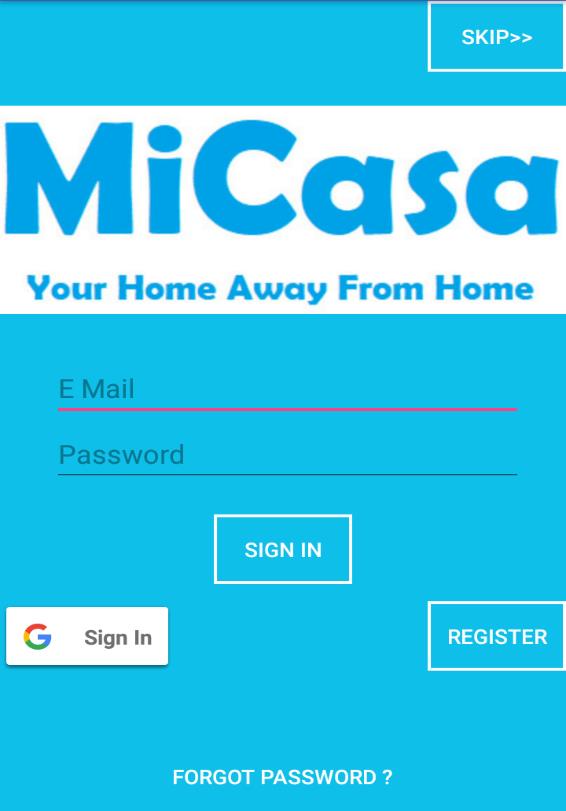 SKIP>>
MiCasa
Your Home Away From Home
E Mail
Password
SIGN IN
Sign In
REGISTER
FORGOT PASSWORD ?